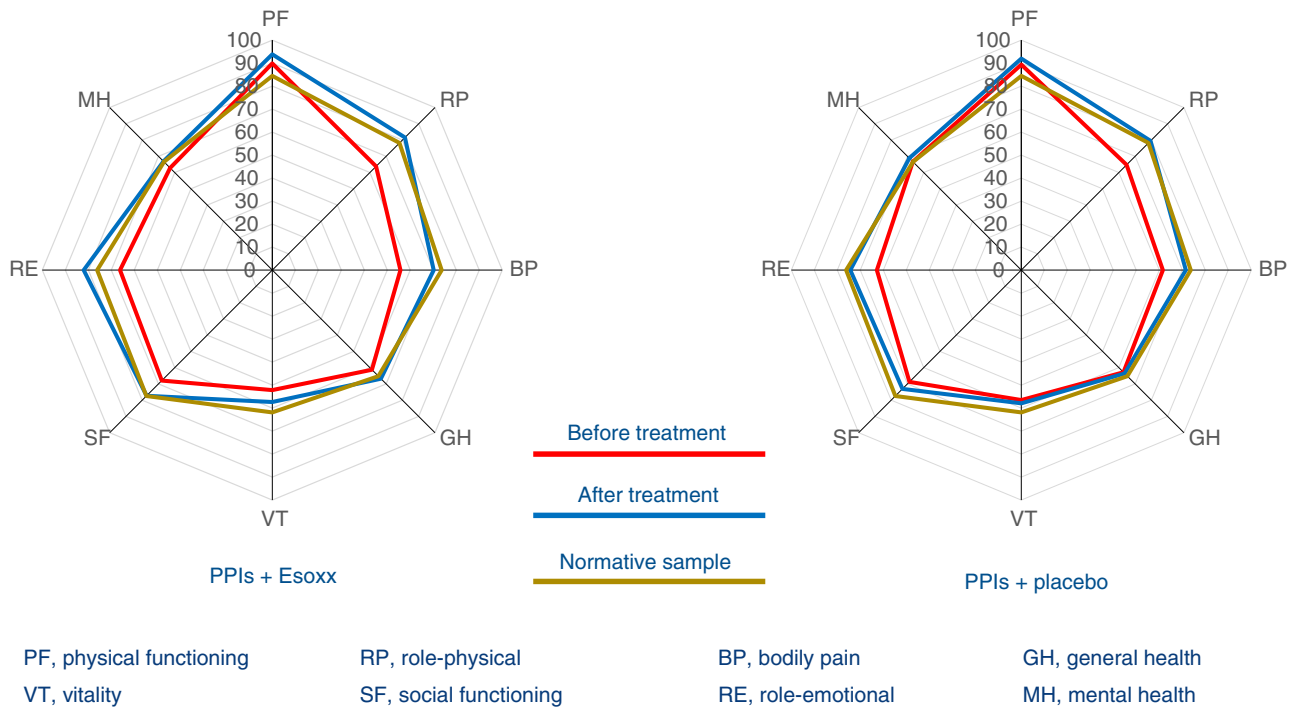 PF
100
90
80
70
60
50
40
30
20
10
0
MH
RP
RE
BP
SF
GH
VT
PPIs + Esoxx
Before treatment
After treatment
Normative sample
PF
100
90
80
70
60
50
40
30
20
10
0
MH
RP
RE
BP
SF
GH
VT
PPIs + placebo
PF, physical functioning
RP, role-physical
BP, bodily pain
GH, general health
VT, vitality
SF, social functioning
RE, role-emotional
MH, mental health